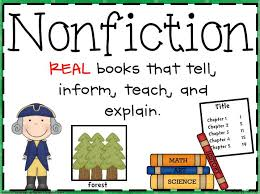 Nonfiction
REAL books that tell,
inform, teach, and
explain.
Title
Chapter 1
Chapter 2
Chapter 3
Chapter 4
Chapter 5
forest
MATH
ART
SCIENCE